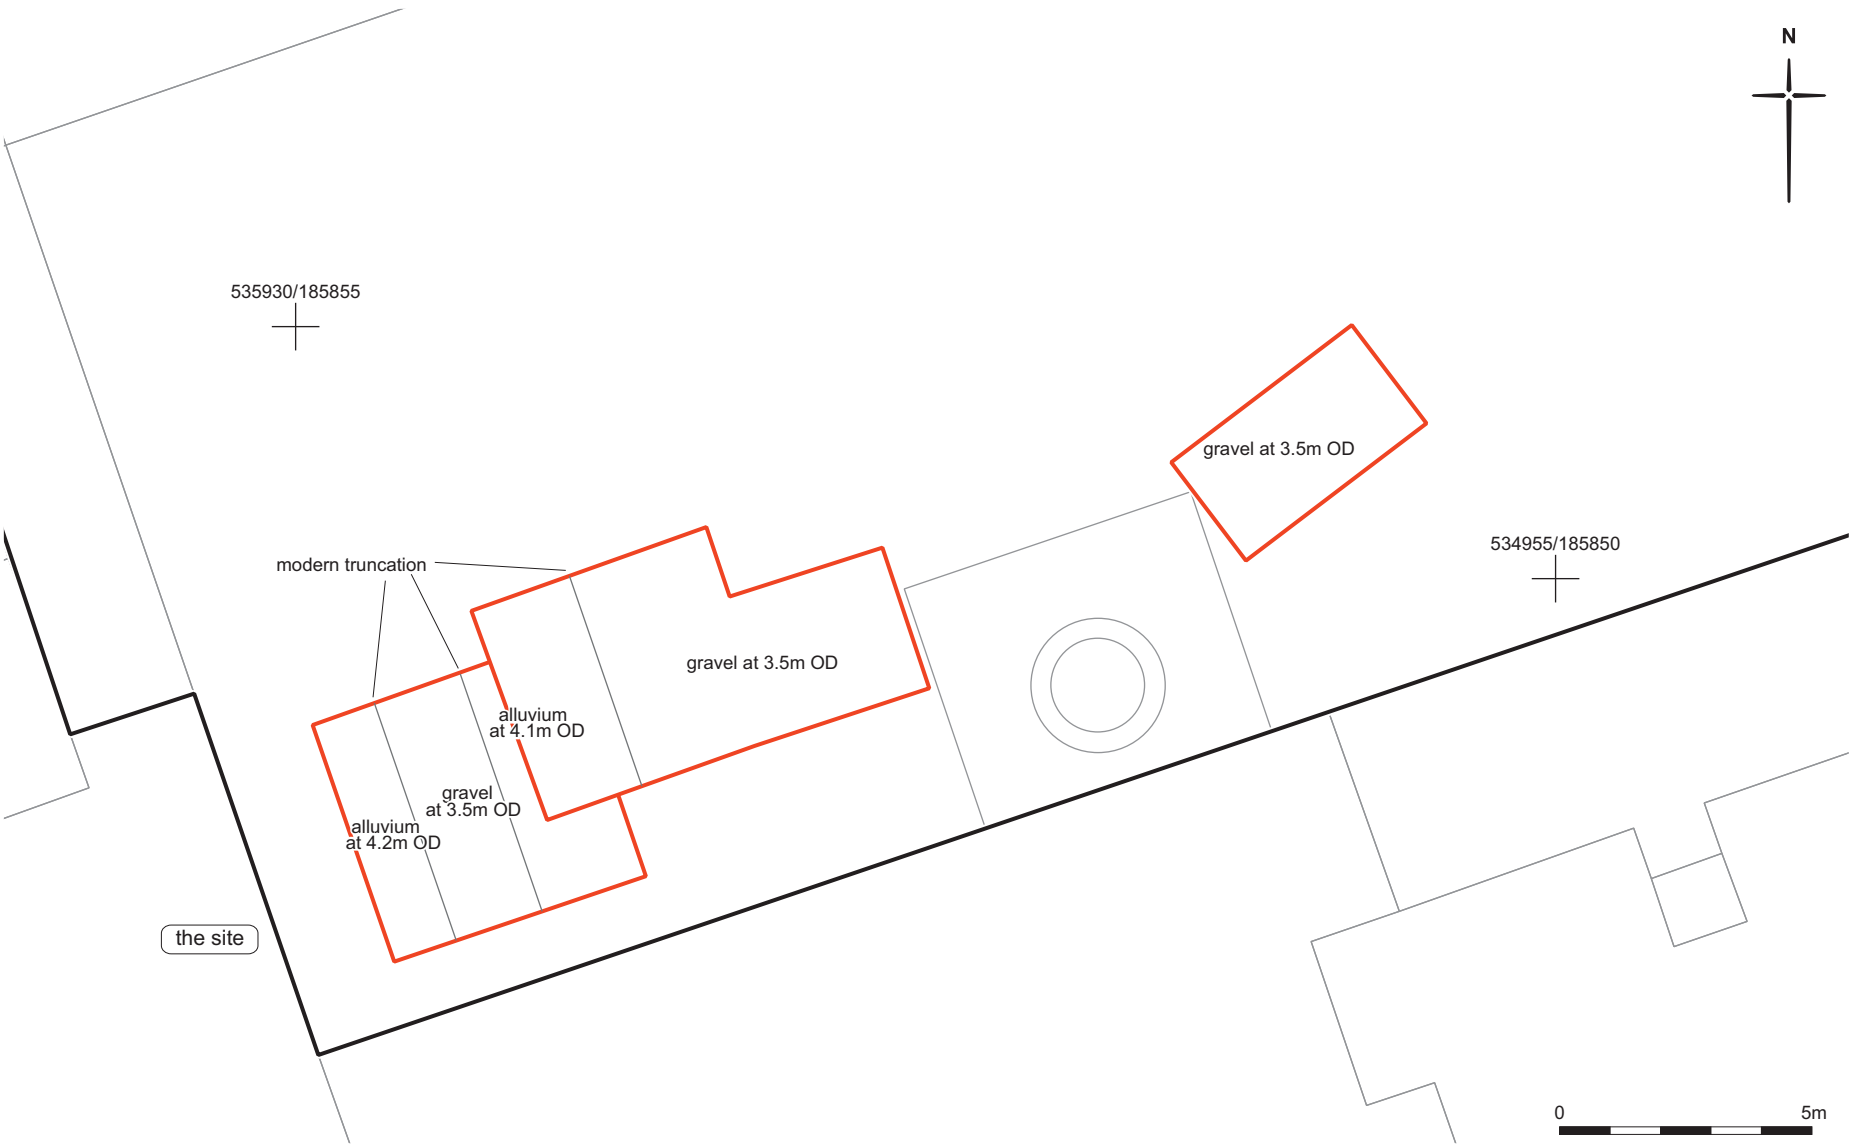 N
535930/185855
gravel at 3.5m OD
534955/185850
modern truncation
gravel at 3.5m OD
alluvium
at 4.1m OD
gravel
at 3.5m OD
alluvium
at 4.2m OD
the site
0 5m